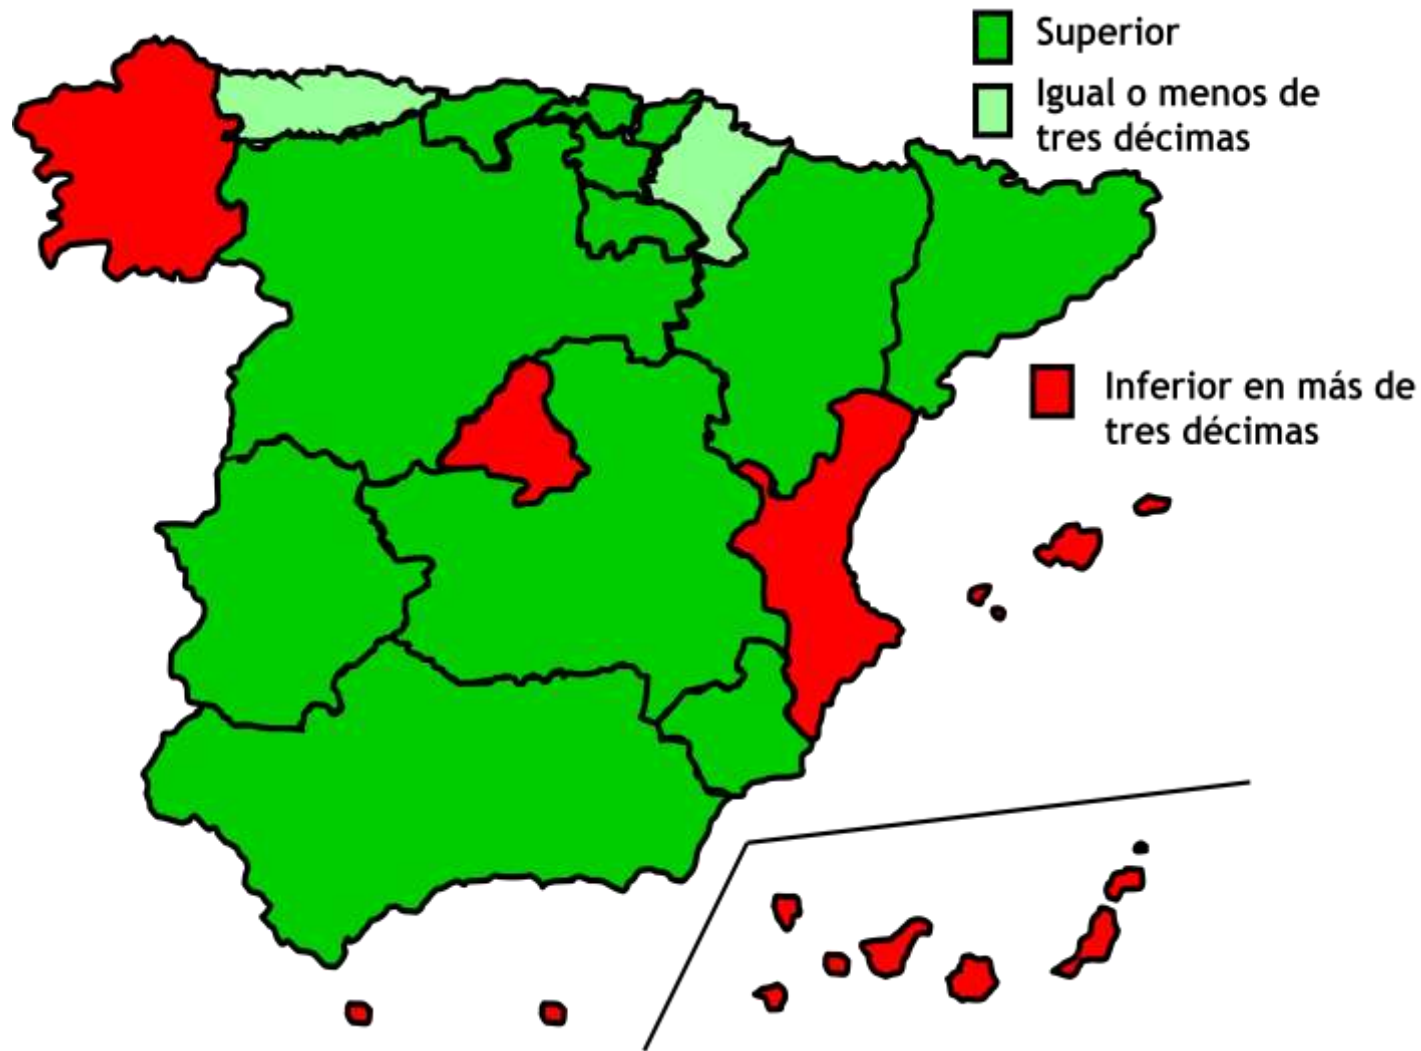 Superior
Igual o menos de
tres décimas
Inferior en más de
tres décimas